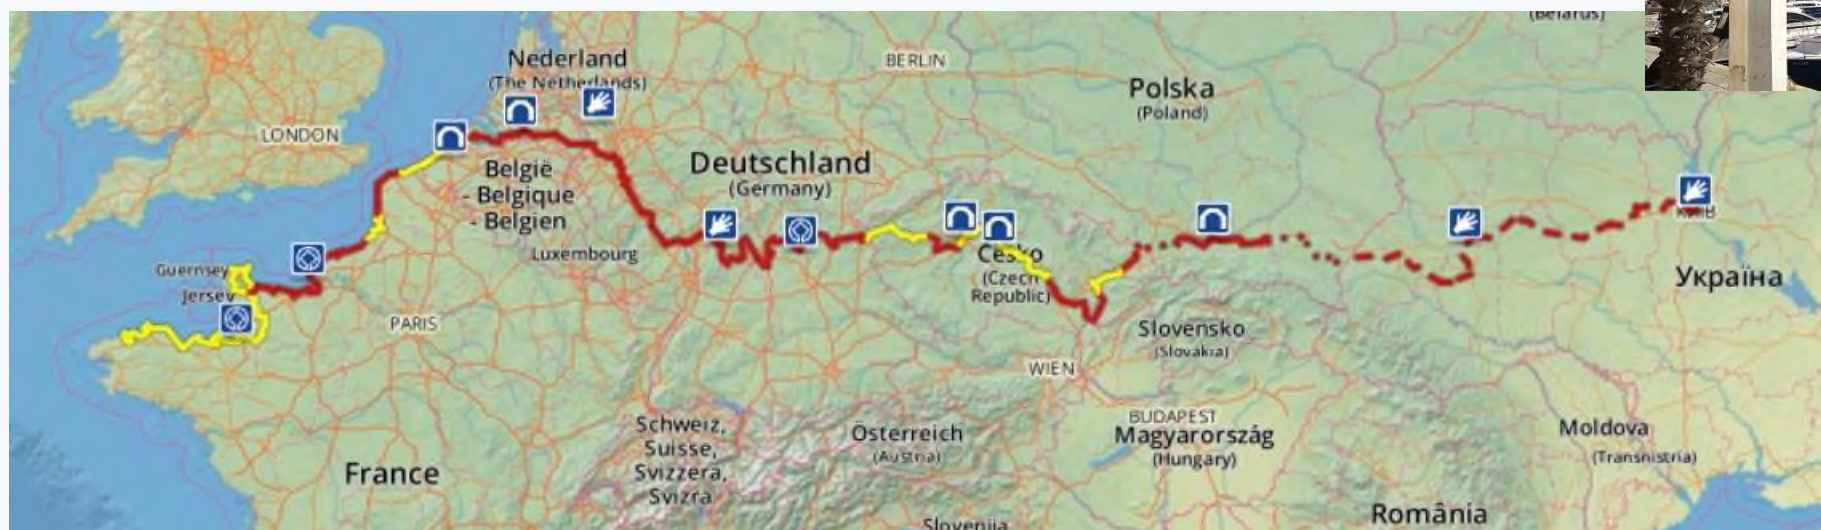 (Belarus)
Nederland
(The Netherlands)
BERLIN
Polska
(Poland)
LONDON
België
- Belgique
- Belgien
Deutschland
(Germany)
Luxembourg
Guernsey
Jersey
PARIS
Česko
(Czech
Republic)
Україна
Slovensko
(Slovakia)
WIEN
Schweiz,
Suisse,
Svizzera,
Svizra
Österreich
(Austria)
BUDAPEST
Magyarország
(Hungary)
Moldova
(Transnistria)
France
România
Slovenija